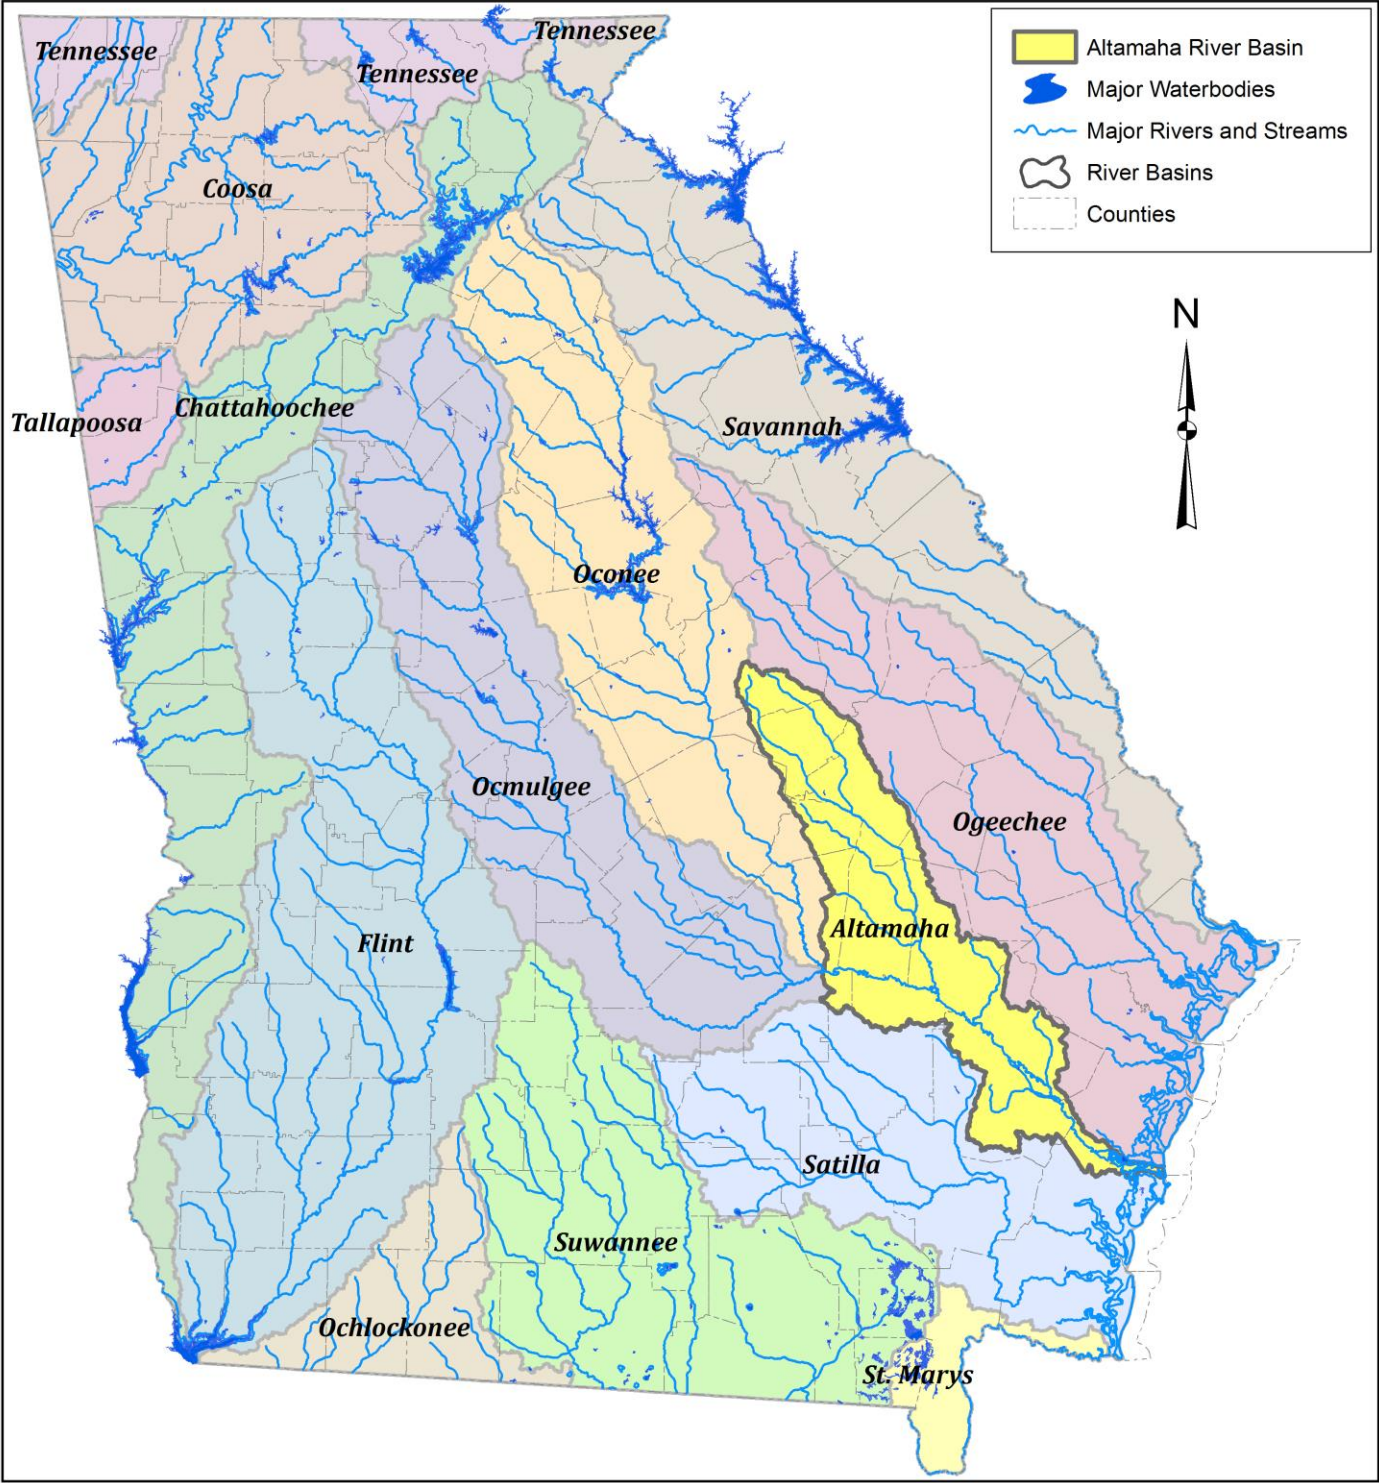 Tennessee
Tennessee
Tennessee
Altamaha River Basin
Major Waterbodies
Major Rivers and Streams
River Basins
Counties
Coosa
N
Tallapoosa
Chattahoochee
Savannah
Oconee
Ocmulgee
Ogeechee
Altamaha
Flint
Satilla
Suwannee
Ochlockonee
St. Marys